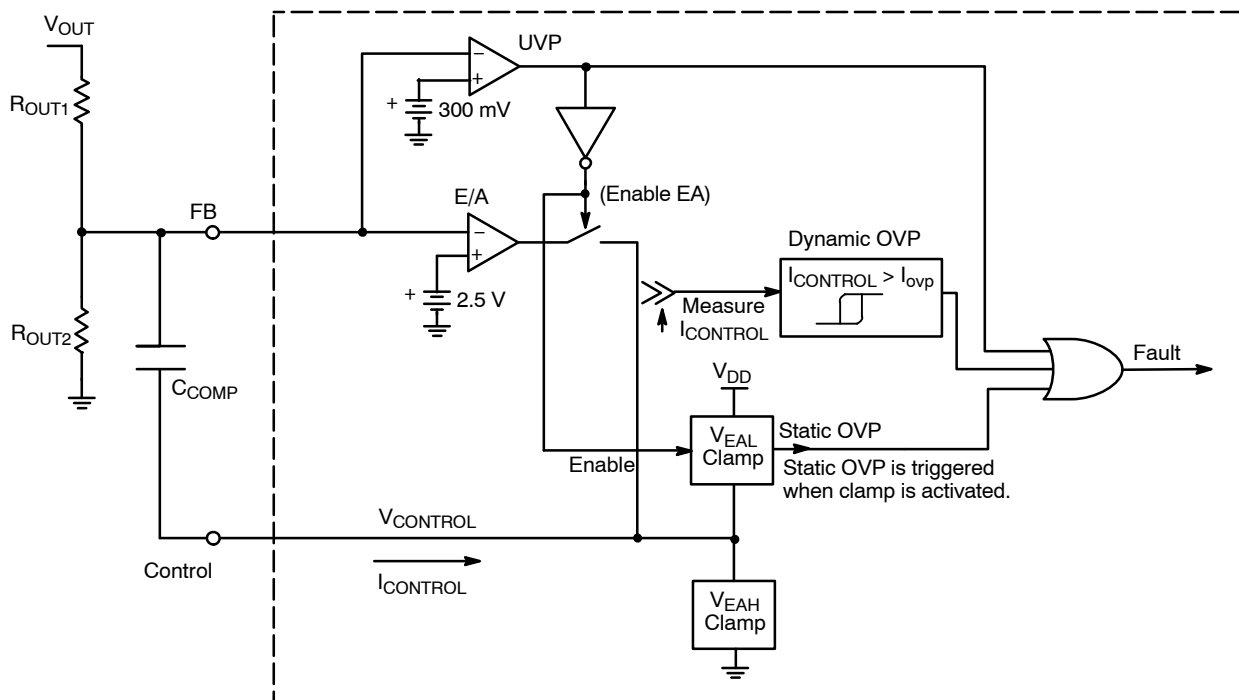 VOUT
ROUT1
ROUT2
FB
CCOMP
Control
UVP
−
+
+
300 mV
(Enable EA)
E/A
−
+
+
2.5 V
Dynamic OVP
ICONTROL > Iovp
Measure
ICONTROL
VDD
VEAL
Clamp
Enable
Static OVP
Static OVP is triggered
when clamp is activated.
Fault
VCONTROL
ICONTROL
VEAH
Clamp